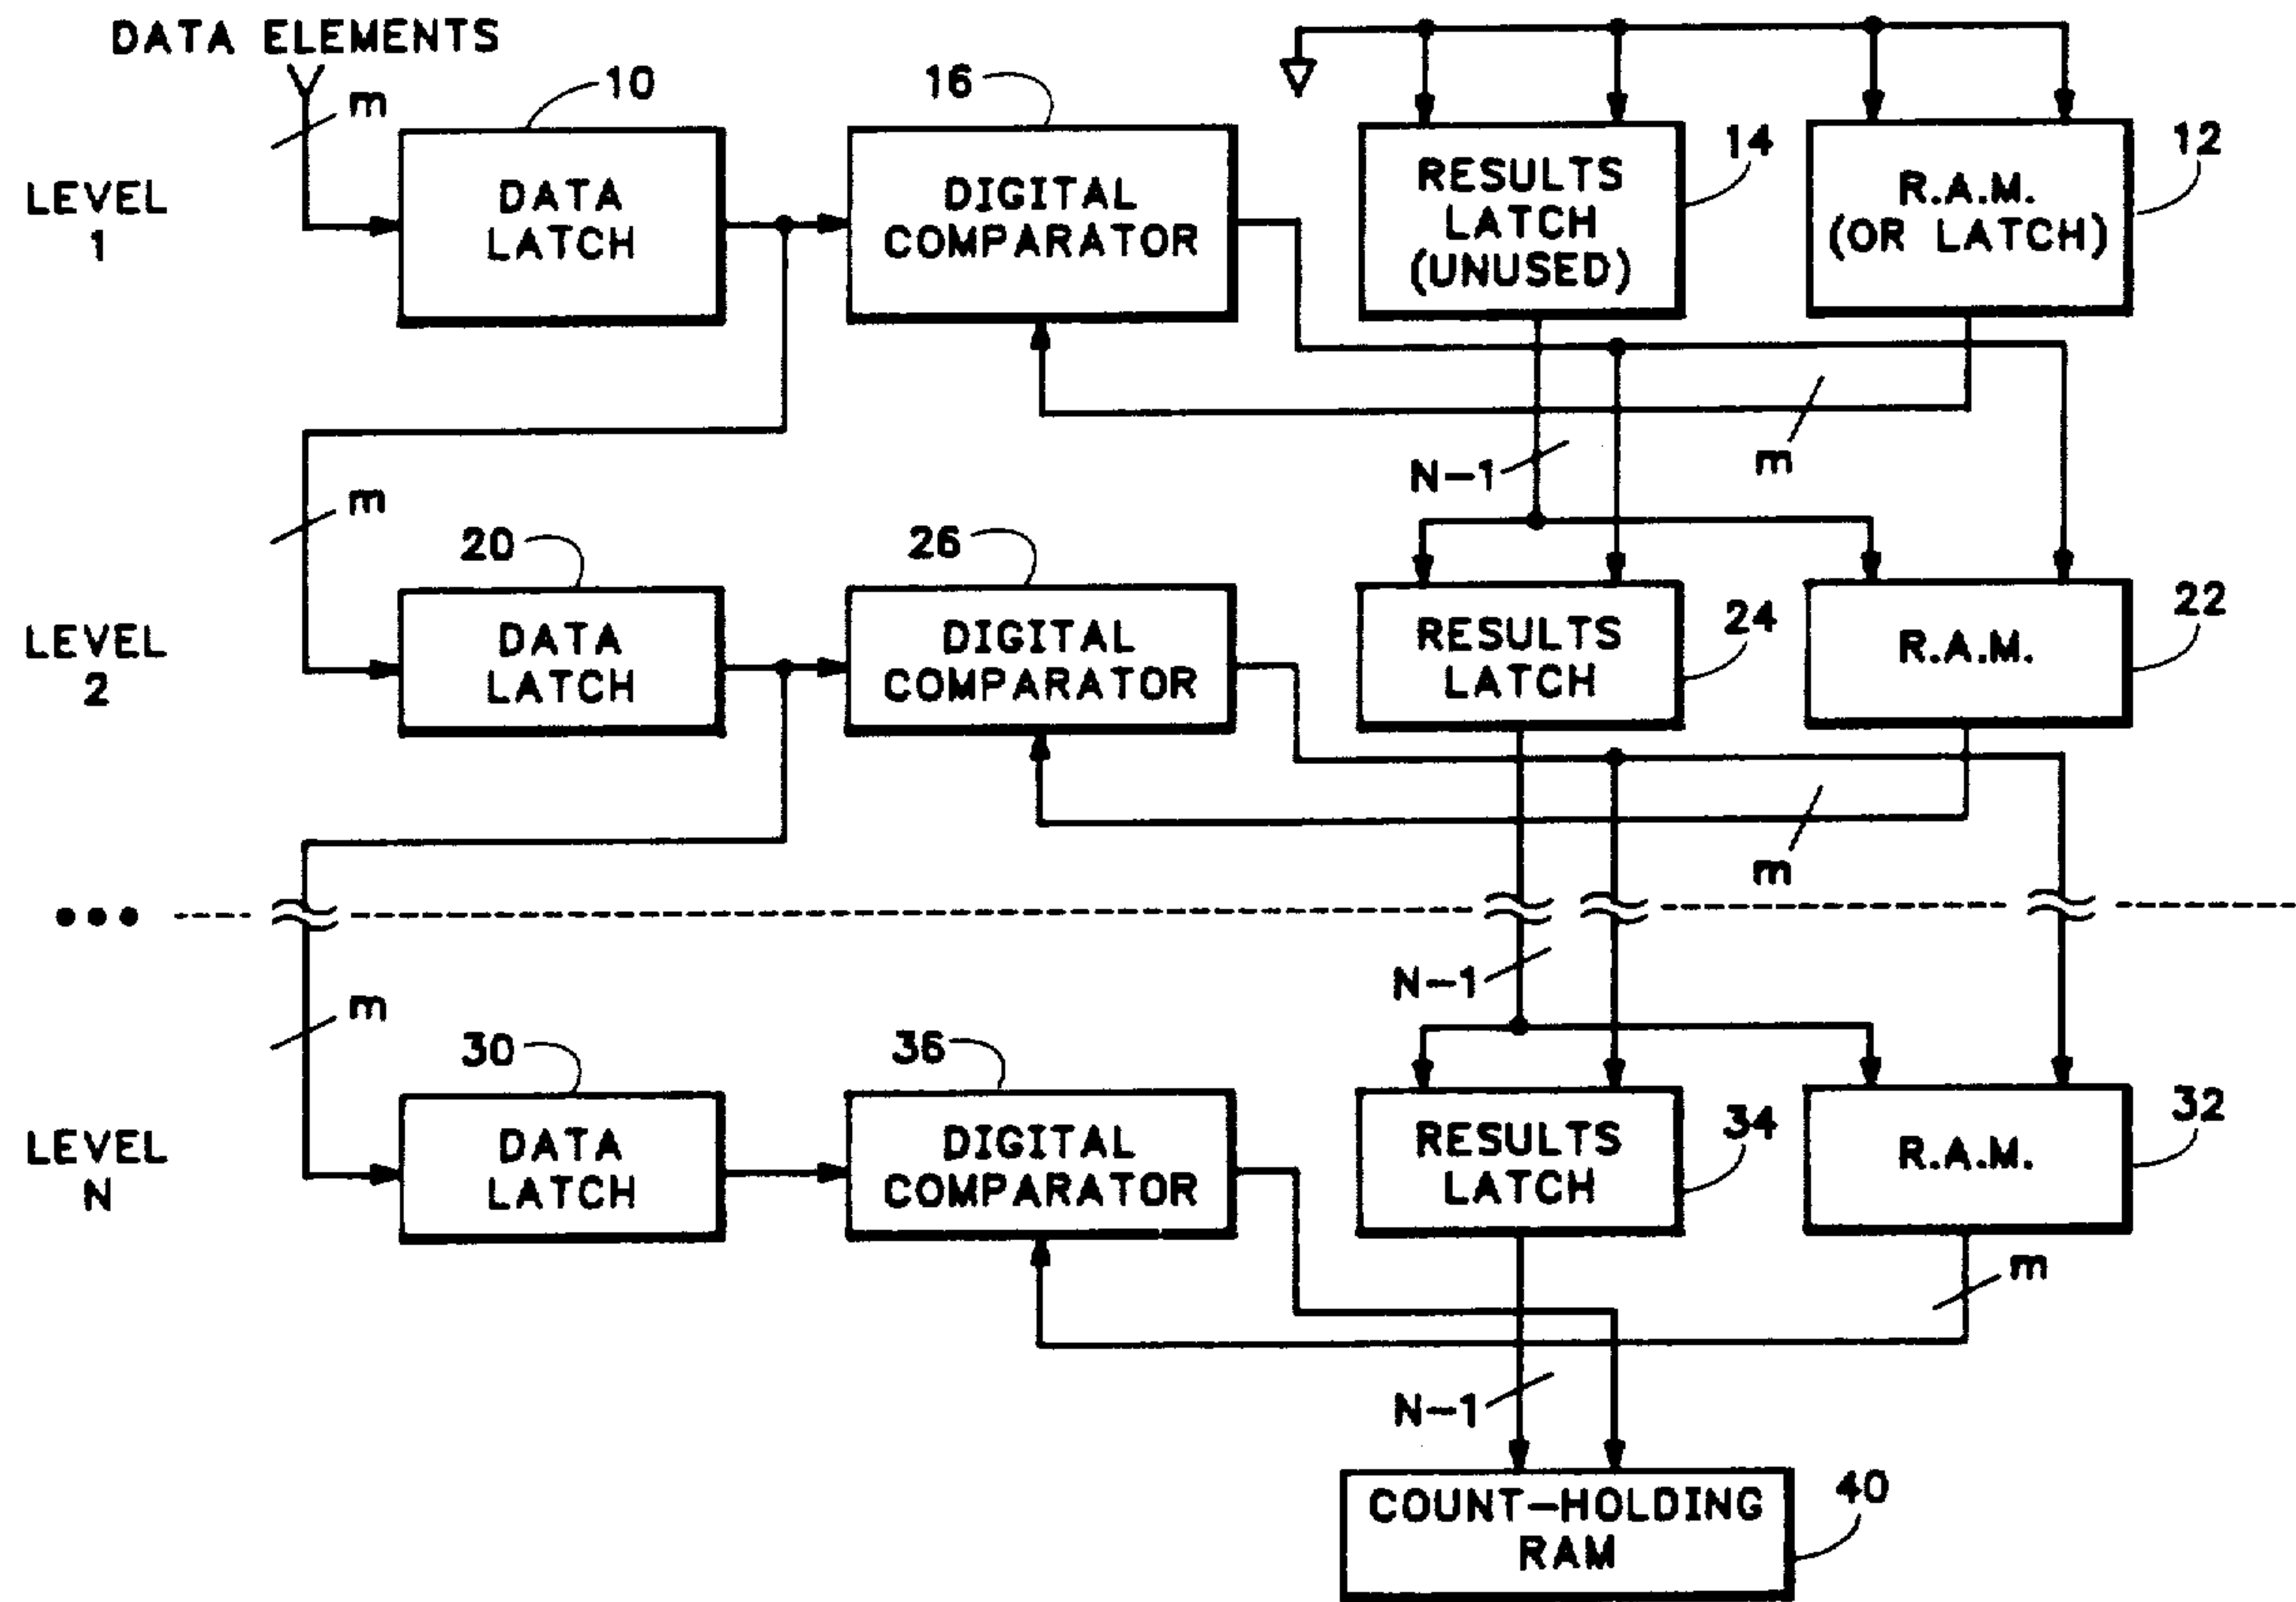 DATA ELEMENTS
m
10
16
14
12
LEVEL
1
DATA
LATCH
DIGITAL
COMPARATOR
RESULTS
LATCH
(UNUSED)
R.A.M.
(OR LATCH)
N-1
m
m
20
26
24
22
LEVEL
2
DATA
LATCH
DIGITAL
COMPARATOR
RESULTS
LATCH
R.A.M.
m
N-1
m
30
36
34
32
LEVEL
N
DATA
LATCH
DIGITAL
COMPARATOR
RESULTS
LATCH
R.A.M.
m
N-1
COUNT-HOLDING
RAM
40